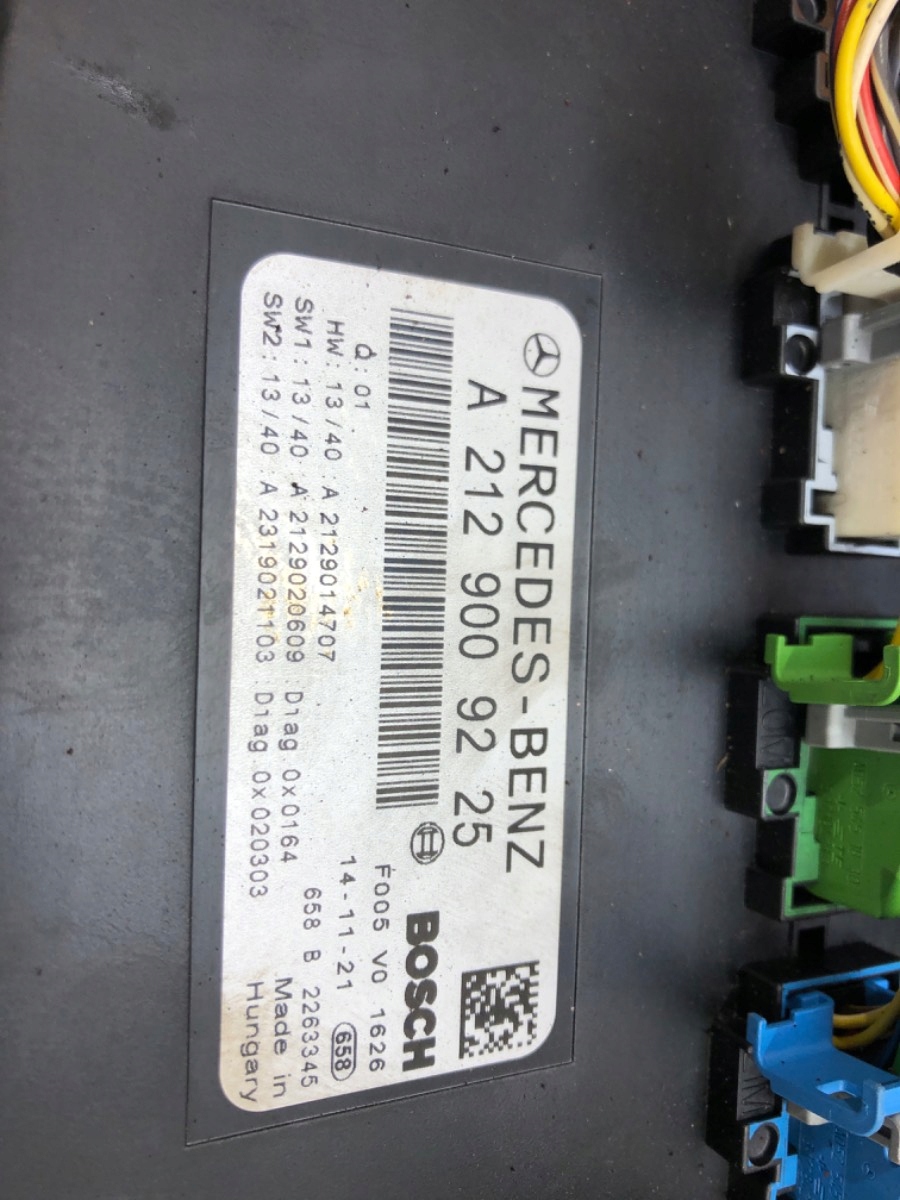 MERCEDES-BENZ
A 212 900 92 25
BOSCH
Q: 01
F005 V0 1626
HW: 13/40 : A 2129014707
14-11-21 658
SW1: 13/40 : A 2129020609 : Diag 0x0164
658 B 2263345
SW2: 13/40 : A 2319021103 : Diag 0x020303
Made in
Hungary